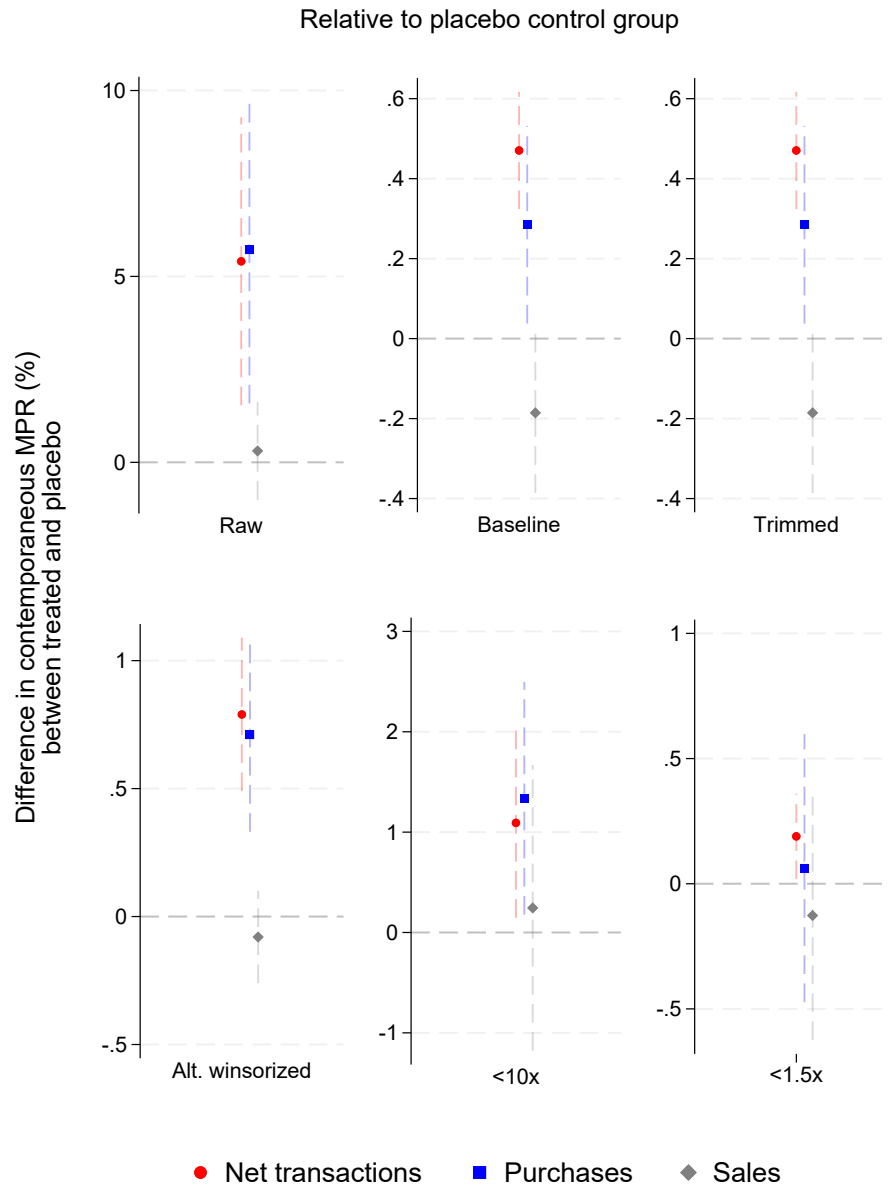 Relative to placebo control group
Difference in contemporaneous MPR (%)
between treated and placebo
10
5
0
Raw
.6
.4
.2
0
-.2
-.4
Baseline
.6
.4
.2
0
-.2
-.4
Trimmed
1
.5
0
-.5
Alt. winsorized
3
2
1
0
-1
<10x
1
.5
0
-.5
<1.5x
Net transactions Purchases Sales